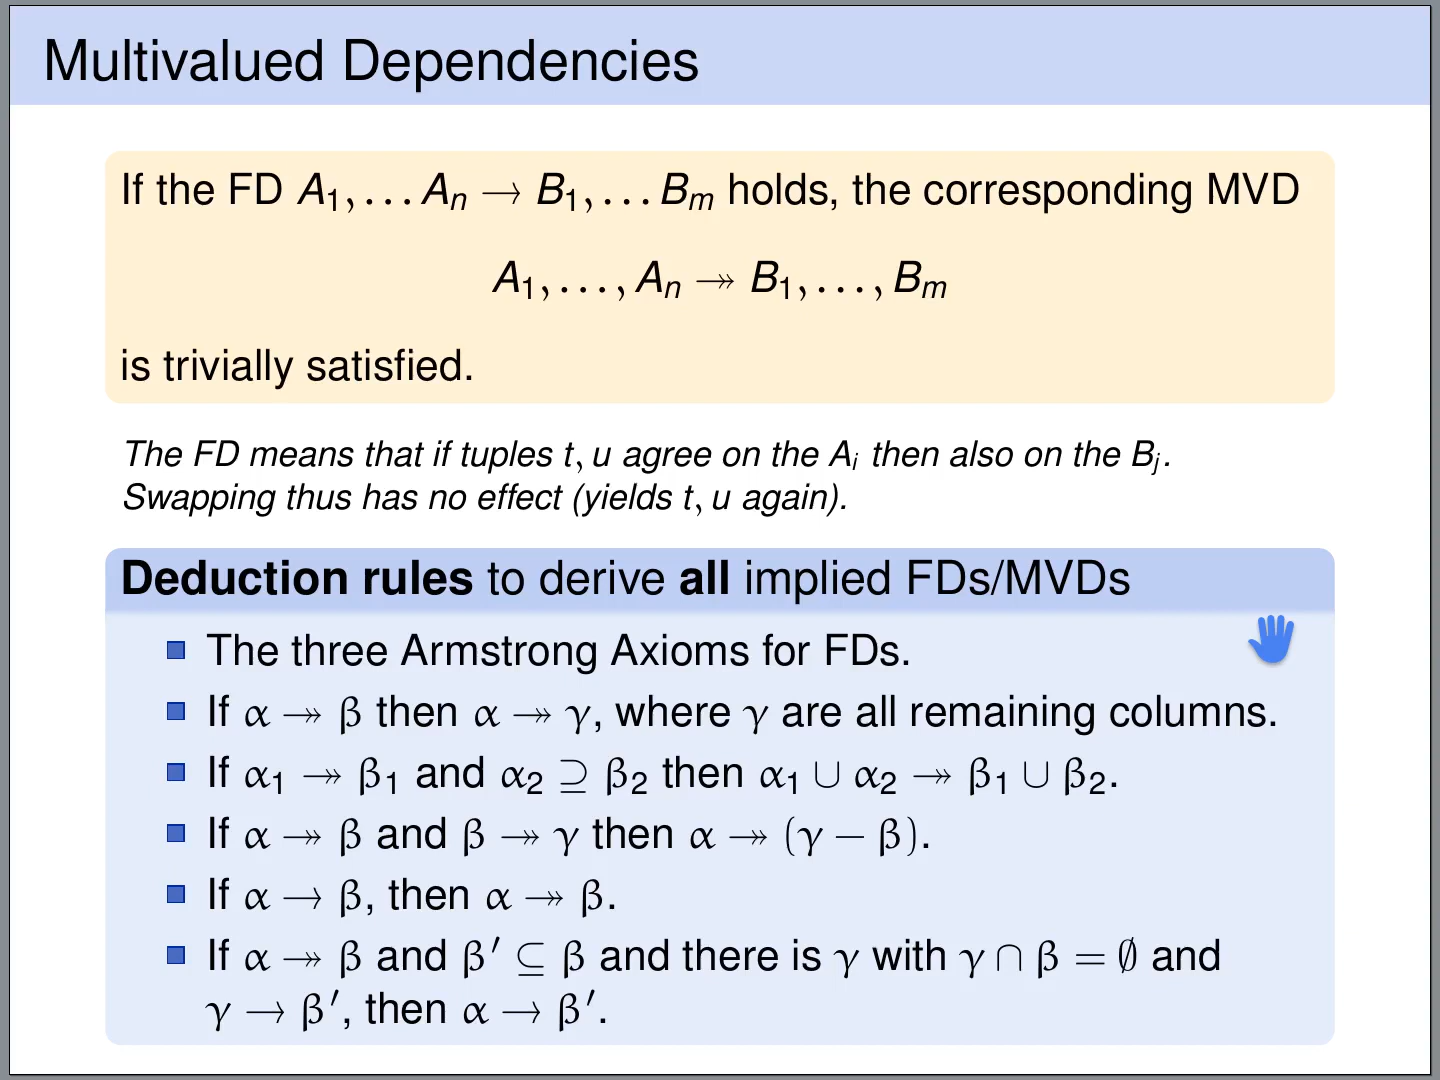 Multivalued Dependencies
If the FD A₁, … Aₙ → B₁, … Bₘ holds, the corresponding MVD
A₁, …, Aₙ ↠ B₁, …, Bₘ
is trivially satisfied.
The FD means that if tuples t, u agree on the Aᵢ then also on the Bⱼ.
Swapping thus has no effect (yields t, u again).
Deduction rules to derive all implied FDs/MVDs
The three Armstrong Axioms for FDs.
If α ↠ β then α ↠ γ, where γ are all remaining columns.
If α₁ ↠ β₁ and α₂ ⊇ β₂ then α₁ ∪ α₂ ↠ β₁ ∪ β₂.
If α ↠ β and β ↠ γ then α ↠ (γ − β).
If α → β, then α ↠ β.
If α ↠ β and β′ ⊆ β and there is γ with γ ∩ β = ∅ and
γ → β′, then α → β′.